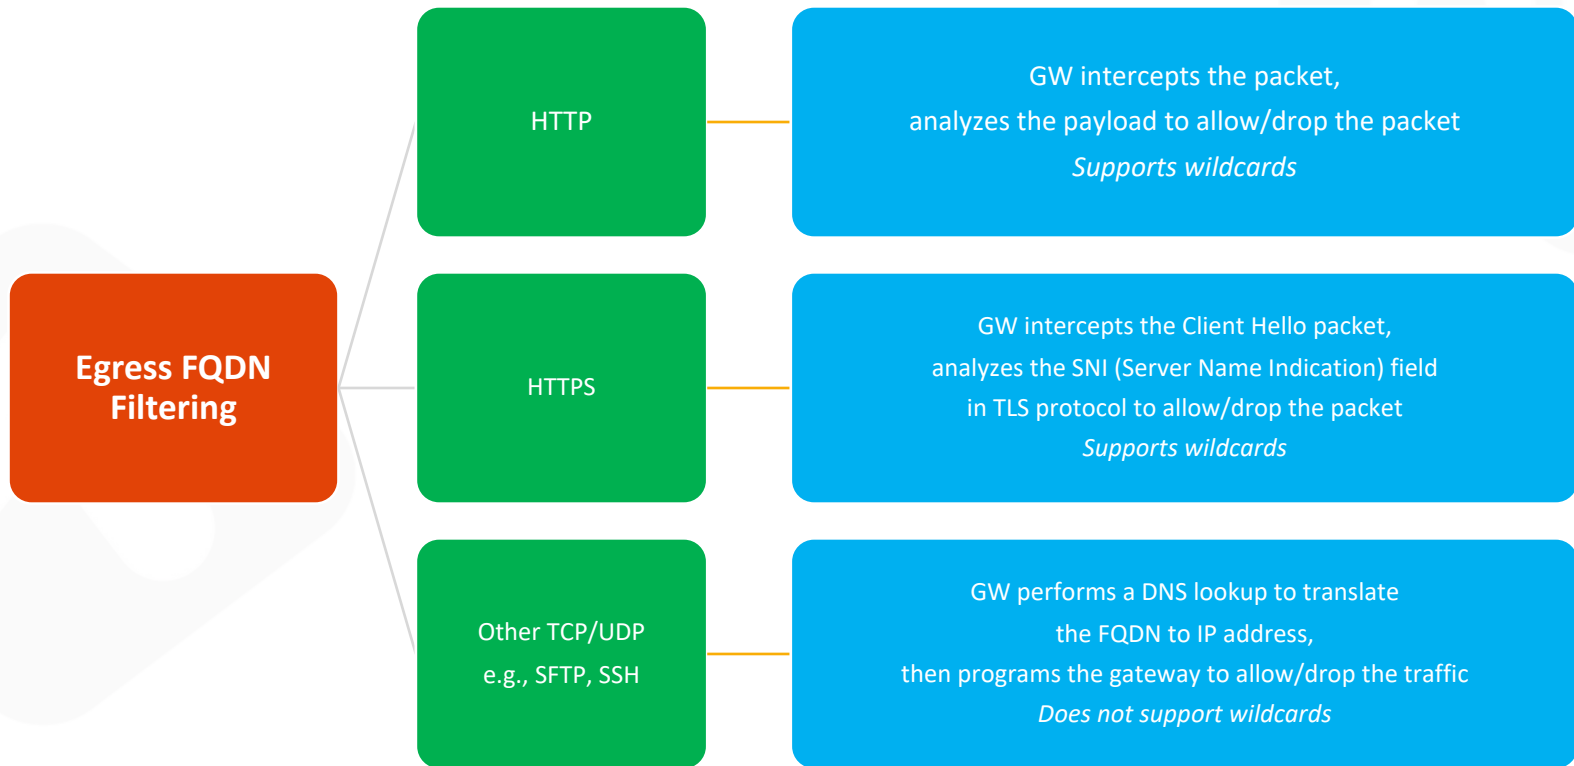 Egress FQDN
Filtering
HTTP
GW intercepts the packet,
analyzes the payload to allow/drop the packet
Supports wildcards
HTTPS
GW intercepts the Client Hello packet,
analyzes the SNI (Server Name Indication) field
in TLS protocol to allow/drop the packet
Supports wildcards
Other TCP/UDP
e.g., SFTP, SSH
GW performs a DNS lookup to translate
the FQDN to IP address,
then programs the gateway to allow/drop the traffic
Does not support wildcards